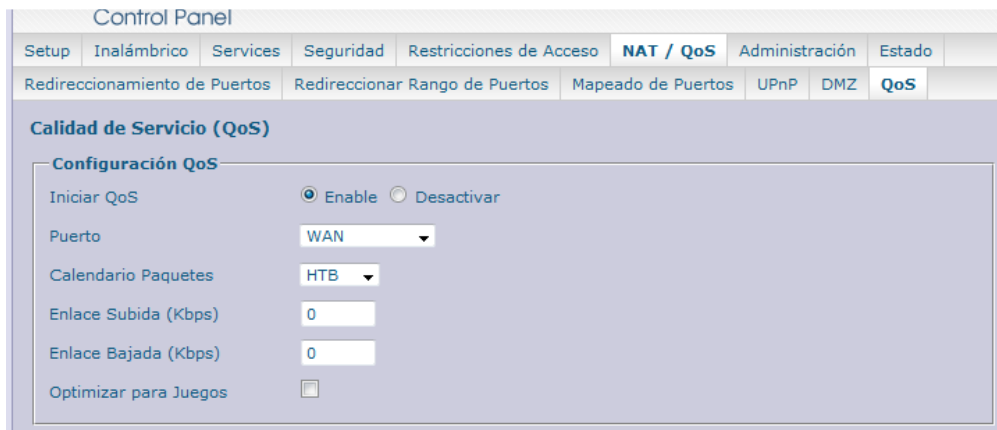 Control Panel
Setup Inalámbrico Services Seguridad Restricciones de Acceso NAT / QoS Administración Estado
Redireccionamiento de Puertos Redireccionar Rango de Puertos Mapeado de Puertos UPnP DMZ QoS
Calidad de Servicio (QoS)
Configuración QoS
Iniciar QoS Enable Desactivar
Puerto WAN
Calendario Paquetes HTB
Enlace Subida (Kbps) 0
Enlace Bajada (Kbps) 0
Optimizar para Juegos